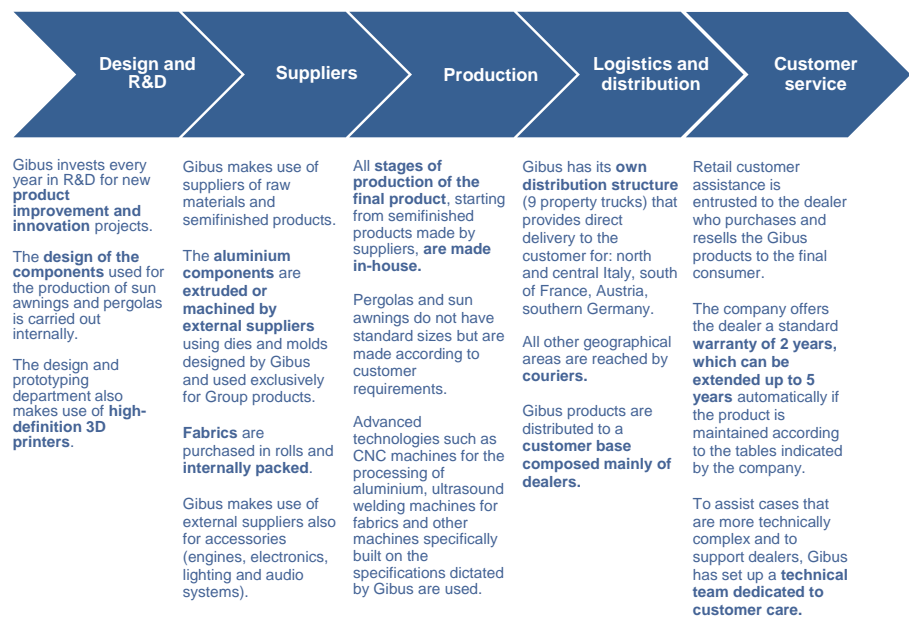 Design and
R&D
Suppliers
Production
Logistics and
distribution
Customer
service
Gibus invests every
year in R&D for new
product
improvement and
innovation projects.
The design of the
components used for
the production of sun
awnings and pergolas
is carried out
internally.
The design and
prototyping
department also
makes use of high-
definition 3D
printers.
Gibus makes use of
suppliers of raw
materials and
semifinished products.
The aluminium
components are
extruded or
machined by
external suppliers
using dies and molds
designed by Gibus
and used exclusively
for Group products.
Fabrics are
purchased in rolls and
internally packed.
Gibus makes use of
external suppliers also
for accessories
(engines, electronics,
lighting and audio
systems).
All stages of
production of the
final product, starting
from semifinished
products made by
suppliers, are made
in-house.
Pergolas and sun
awnings do not have
standard sizes but are
made according to
customer
requirements.
Advanced
technologies such as
CNC machines for the
processing of
aluminium, ultrasound
welding machines for
fabrics and other
machines specifically
built on the
specifications dictated
by Gibus are used.
Gibus has its own
distribution structure
(9 property trucks) that
provides direct
delivery to the
customer for: north
and central Italy, south
of France, Austria,
southern Germany.
All other geographical
areas are reached by
couriers.
Gibus products are
distributed to a
customer base
composed mainly of
dealers.
Retail customer
assistance is
entrusted to the dealer
who purchases and
resells the Gibus
products to the final
consumer.
The company offers
the dealer a standard
warranty of 2 years,
which can be
extended up to 5
years automatically if
the product is
maintained according
to the tables indicated
by the company.
To assist cases that
are more technically
complex and to
support dealers, Gibus
has set up a technical
team dedicated to
customer care.